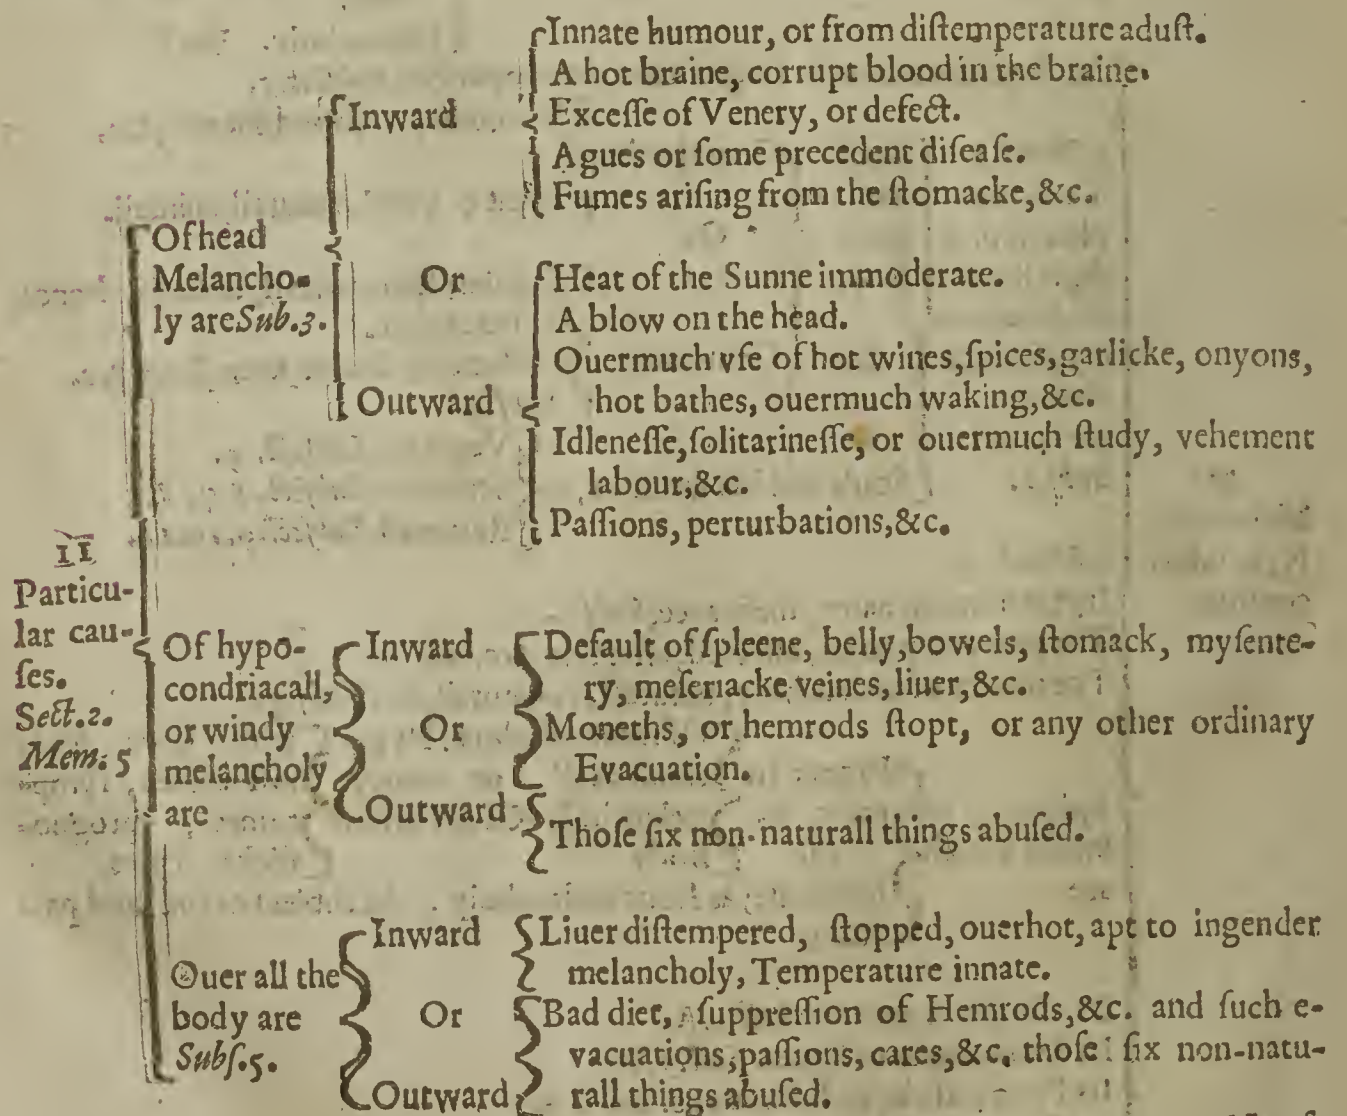 Innate humour, or from diſtemperature aduſt.
A hot braine, corrupt blood in the braine.
Inward
Exceſſe of Venery, or defect.
Agues or ſome precedent diſeaſe.
Fumes ariſing from the ſtomacke, &c.
Of head
Melancho-
ly are Sub.3.
Or
Heat of the Sunne immoderate.
A blow on the head.
Ouermuch vſe of hot wines, ſpices, garlicke, onyons,
hot bathes, ouermuch waking, &c.
Outward
Idleneſſe, ſolitarineſſe, or ouermuch ſtudy, vehement
labour, &c.
Paſſions, perturbations, &c.
II
Particu-
lar cau-
ſes.
Sect.2.
Mem. 5
Of hypo-
condriacall,
or windy
melancholy
are
Inward
Or
Outward
Default of ſpleene, belly, bowels, ſtomack, myſente-
ry, meſeriacke veines, liuer, &c.
Moneths, or hemrods ſtopt, or any other ordinary
Evacuation.
Thoſe ſix non-naturall things abuſed.
Ouer all the
body are
Subſ.5.
Inward
Or
Outward
Liuer diſtempered, ſtopped, ouerhot, apt to ingender
melancholy, Temperature innate.
Bad diet, ſuppreſſion of Hemrods, &c. and ſuch e-
vacuations, paſſions, cares, &c. thoſe ſix non-natu-
rall things abuſed.